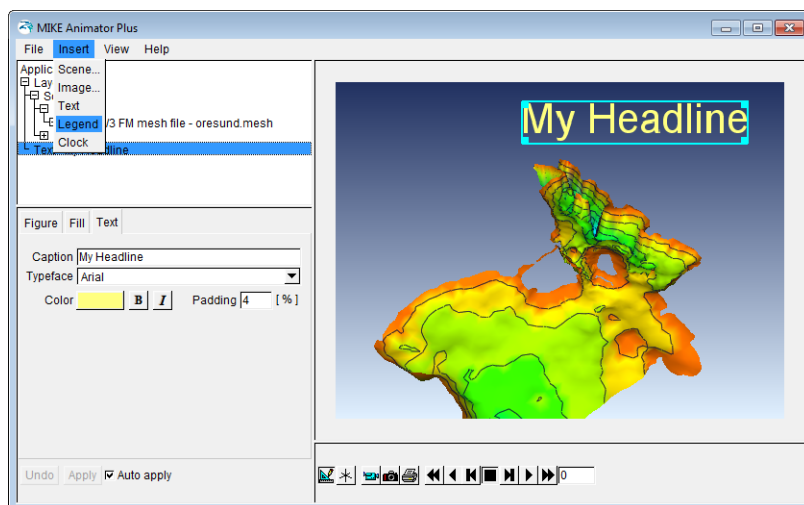 MIKE Animator Plus
File Insert View Help
Scene...
Image...
Text
Legend
Clock
/3 FM mesh file - oresund.mesh
My Headline
Figure Fill Text
Caption My Headline
Typeface Arial
Color B I Padding 4 [ % ]
Undo Apply Auto apply
0